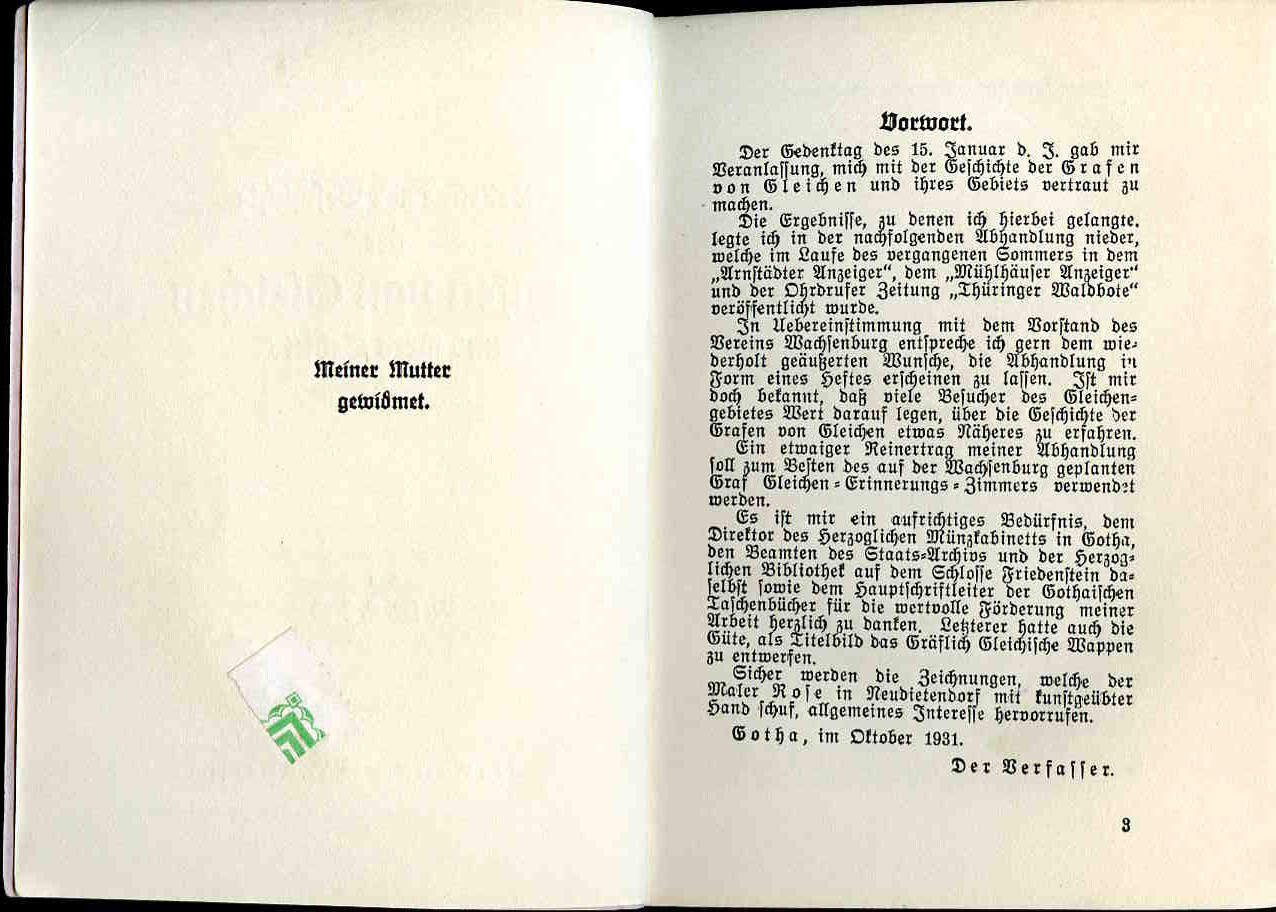 Meiner Mutter
gewidmet.
Vorwort.
Der Gedenktag des 15. Januar d. J. gab mir
Veranlassung, mich mit der Geschichte der Grafen
von Gleichen und ihres Gebiets vertraut zu
machen.
Die Ergebnisse, zu denen ich hierbei gelangte,
legte ich in der nachfolgenden Abhandlung nieder,
welche im Laufe des vergangenen Sommers in dem
„Arnstädter Anzeiger“, dem „Mühlhäuser Anzeiger“
und der Ohrdrufer Zeitung „Thüringer Waldbote“
veröffentlicht wurde.
In Uebereinstimmung mit dem Vorstand des
Vereins Wachsenburg entspreche ich gern dem wie-
derholt geäußerten Wunsche, die Abhandlung in
Form eines Heftes erscheinen zu lassen. Ist mir
doch bekannt, daß viele Besucher des Gleichen-
gebietes Wert darauf legen, über die Geschichte der
Grafen von Gleichen etwas Näheres zu erfahren.
Ein etwaiger Reinertrag meiner Abhandlung
soll zum Besten des auf der Wachsenburg geplanten
Graf Gleichen-Erinnerungs-Zimmers verwendet
werden.
Es ist mir ein aufrichtiges Bedürfnis, dem
Direktor des Herzoglichen Münzkabinetts in Gotha,
den Beamten des Staats-Archivs und der Herzog-
lichen Bibliothek auf dem Schlosse Friedenstein da-
selbst sowie dem Hauptschriftleiter der Gothaischen
Taschenbücher für die wertvolle Förderung meiner
Arbeit herzlich zu danken. Letzterer hatte auch die
Güte, als Titelbild das Gräflich Gleichische Wappen
zu entwerfen.
Sicher werden die Zeichnungen, welche der
Maler Rose in Neudietendorf mit kunstgeübter
Hand schuf, allgemeines Interesse hervorrufen.
Gotha, im Oktober 1931.
Der Verfasser.
3